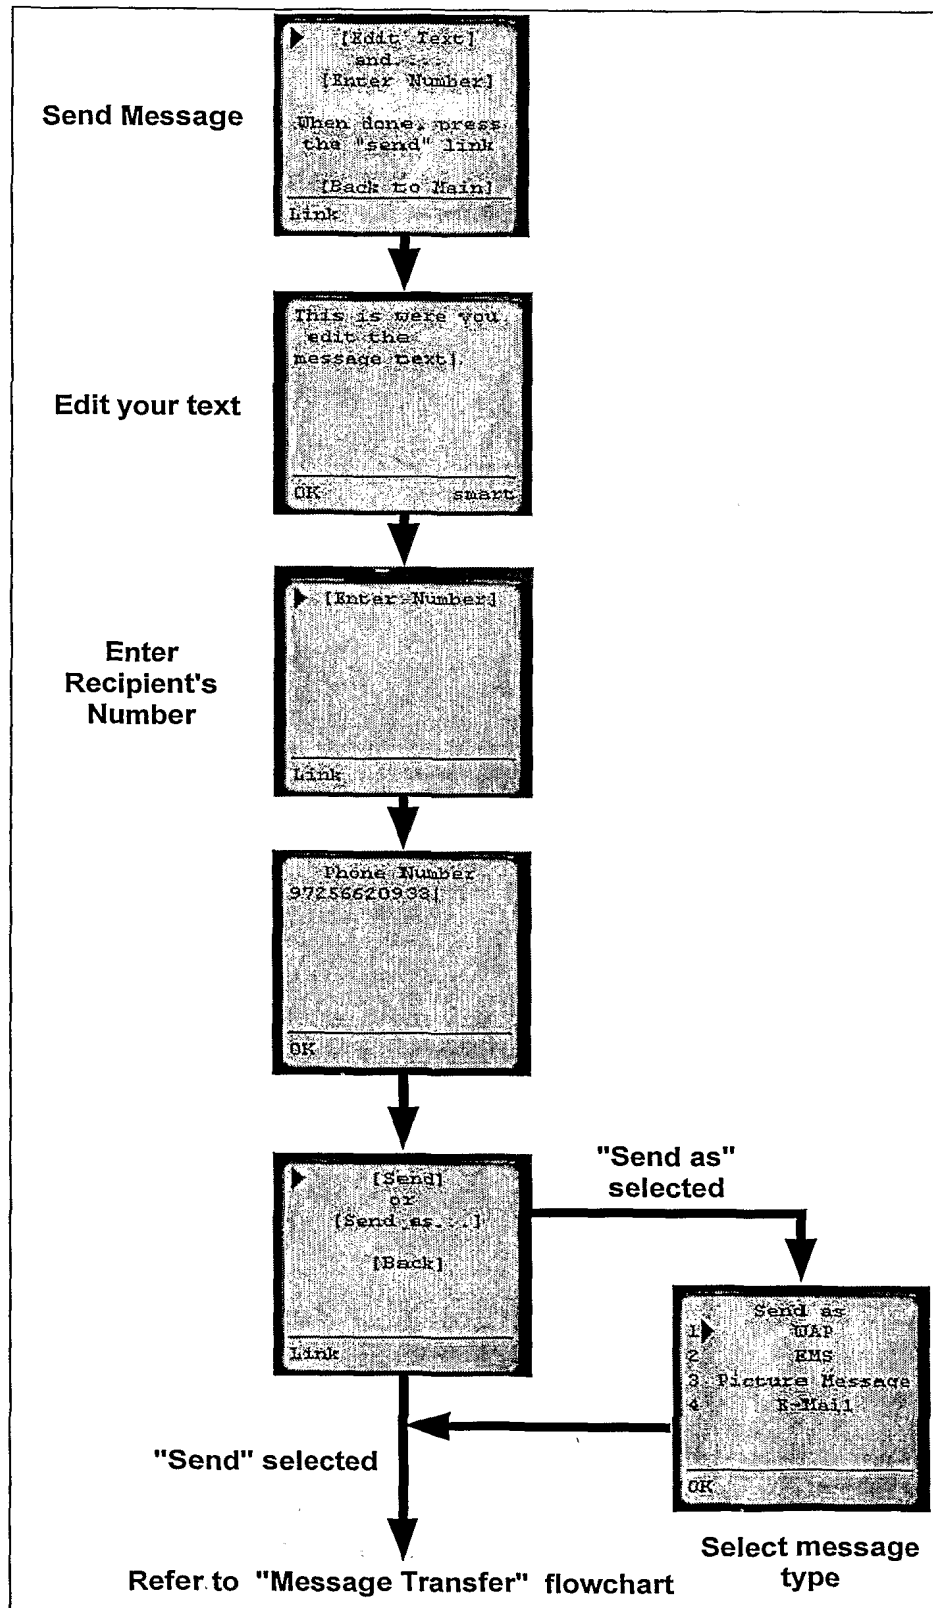 [Edit Text]
and....
[Enter Number]
When done, press
the "send" link
[Back to Main]
Link
Send Message
This is were you
edit the
message text|.
OK smart
Edit your text
[Enter Number]
Link
Enter
Recipient's
Number
Phone Number
97256620933|
OK
[Send]
or
[Send as...]
[Back]
Link
"Send as"
selected
Send as
1 WAP
2 EMS
3 Picture Message
4 E-Mail
OK
Select message
type
"Send" selected
Refer to "Message Transfer" flowchart